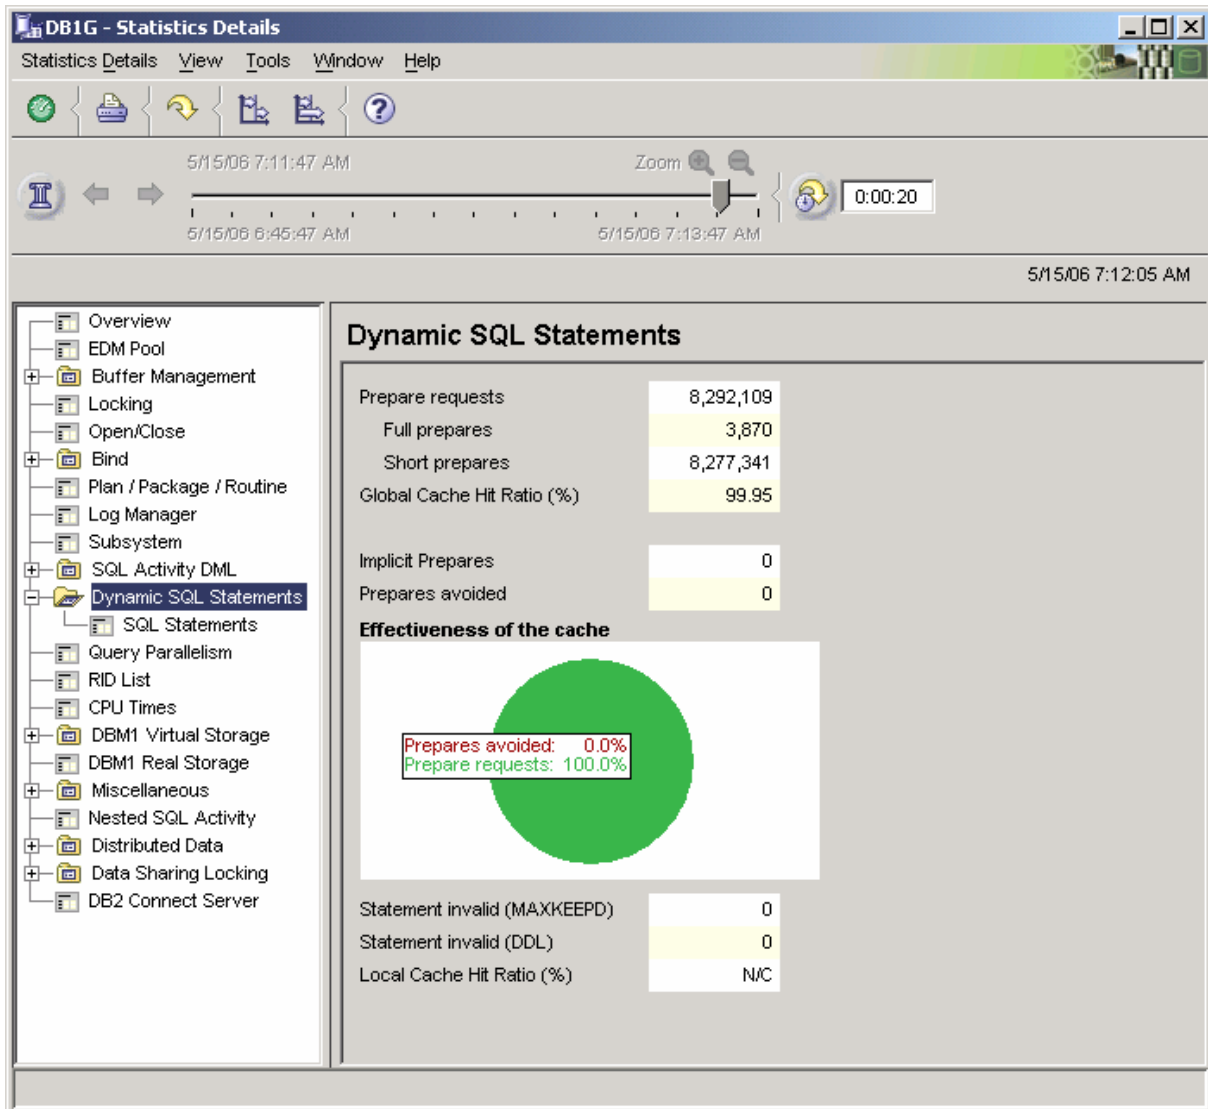 DB1G - Statistics Details
Statistics Details View Tools Window Help
5/15/06 7:11:47 AM Zoom
0:00:20
5/15/06 6:45:47 AM 5/15/06 7:13:47 AM
5/15/06 7:12:05 AM
Overview
EDM Pool
Buffer Management
Locking
Open/Close
Bind
Plan / Package / Routine
Log Manager
Subsystem
SQL Activity DML
Dynamic SQL Statements
SQL Statements
Query Parallelism
RID List
CPU Times
DBM1 Virtual Storage
DBM1 Real Storage
Miscellaneous
Nested SQL Activity
Distributed Data
Data Sharing Locking
DB2 Connect Server
Dynamic SQL Statements
Prepare requests 8,292,109
Full prepares 3,870
Short prepares 8,277,341
Global Cache Hit Ratio (%) 99.95
Implicit Prepares 0
Prepares avoided 0
Effectiveness of the cache
Prepares avoided: 0.0%
Prepare requests: 100.0%
Statement invalid (MAXKEEPD) 0
Statement invalid (DDL) 0
Local Cache Hit Ratio (%) N/C